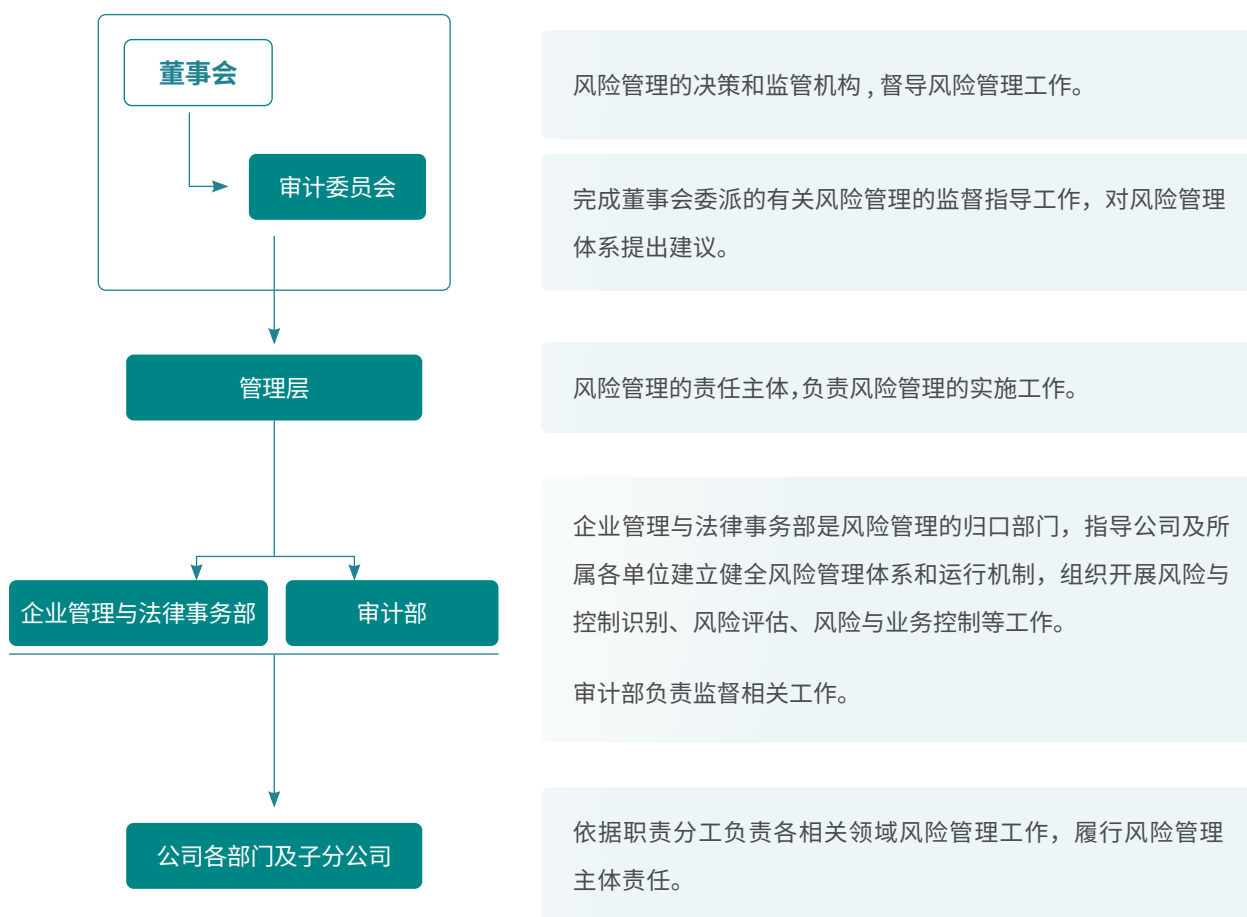 董事会
风险管理的决策和监管机构 , 督导风险管理工作。
审计委员会
完成董事会委派的有关风险管理的监督指导工作，对风险管理
体系提出建议。
管理层
风险管理的责任主体，负责风险管理的实施工作。
企业管理与法律事务部是风险管理的归口部门，指导公司及所
属各单位建立健全风险管理体系和运行机制，组织开展风险与
控制识别、风险评估、风险与业务控制等工作。
企业管理与法律事务部
审计部
审计部负责监督相关工作。
公司各部门及子分公司
依据职责分工负责各相关领域风险管理工作，履行风险管理
主体责任。